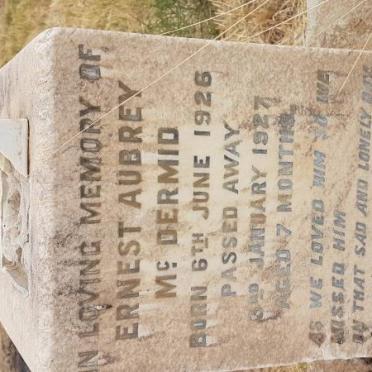 IN LOVING MEMORY OF
ERNEST AUBREY
Mc DERMID
BORN 6TH JUNE 1926
PASSED AWAY
JANUARY 1927
AGED 7 MONTHS.
AS WE LOVED HIM SO WE
MISSED HIM
IN THAT SAD AND LONELY